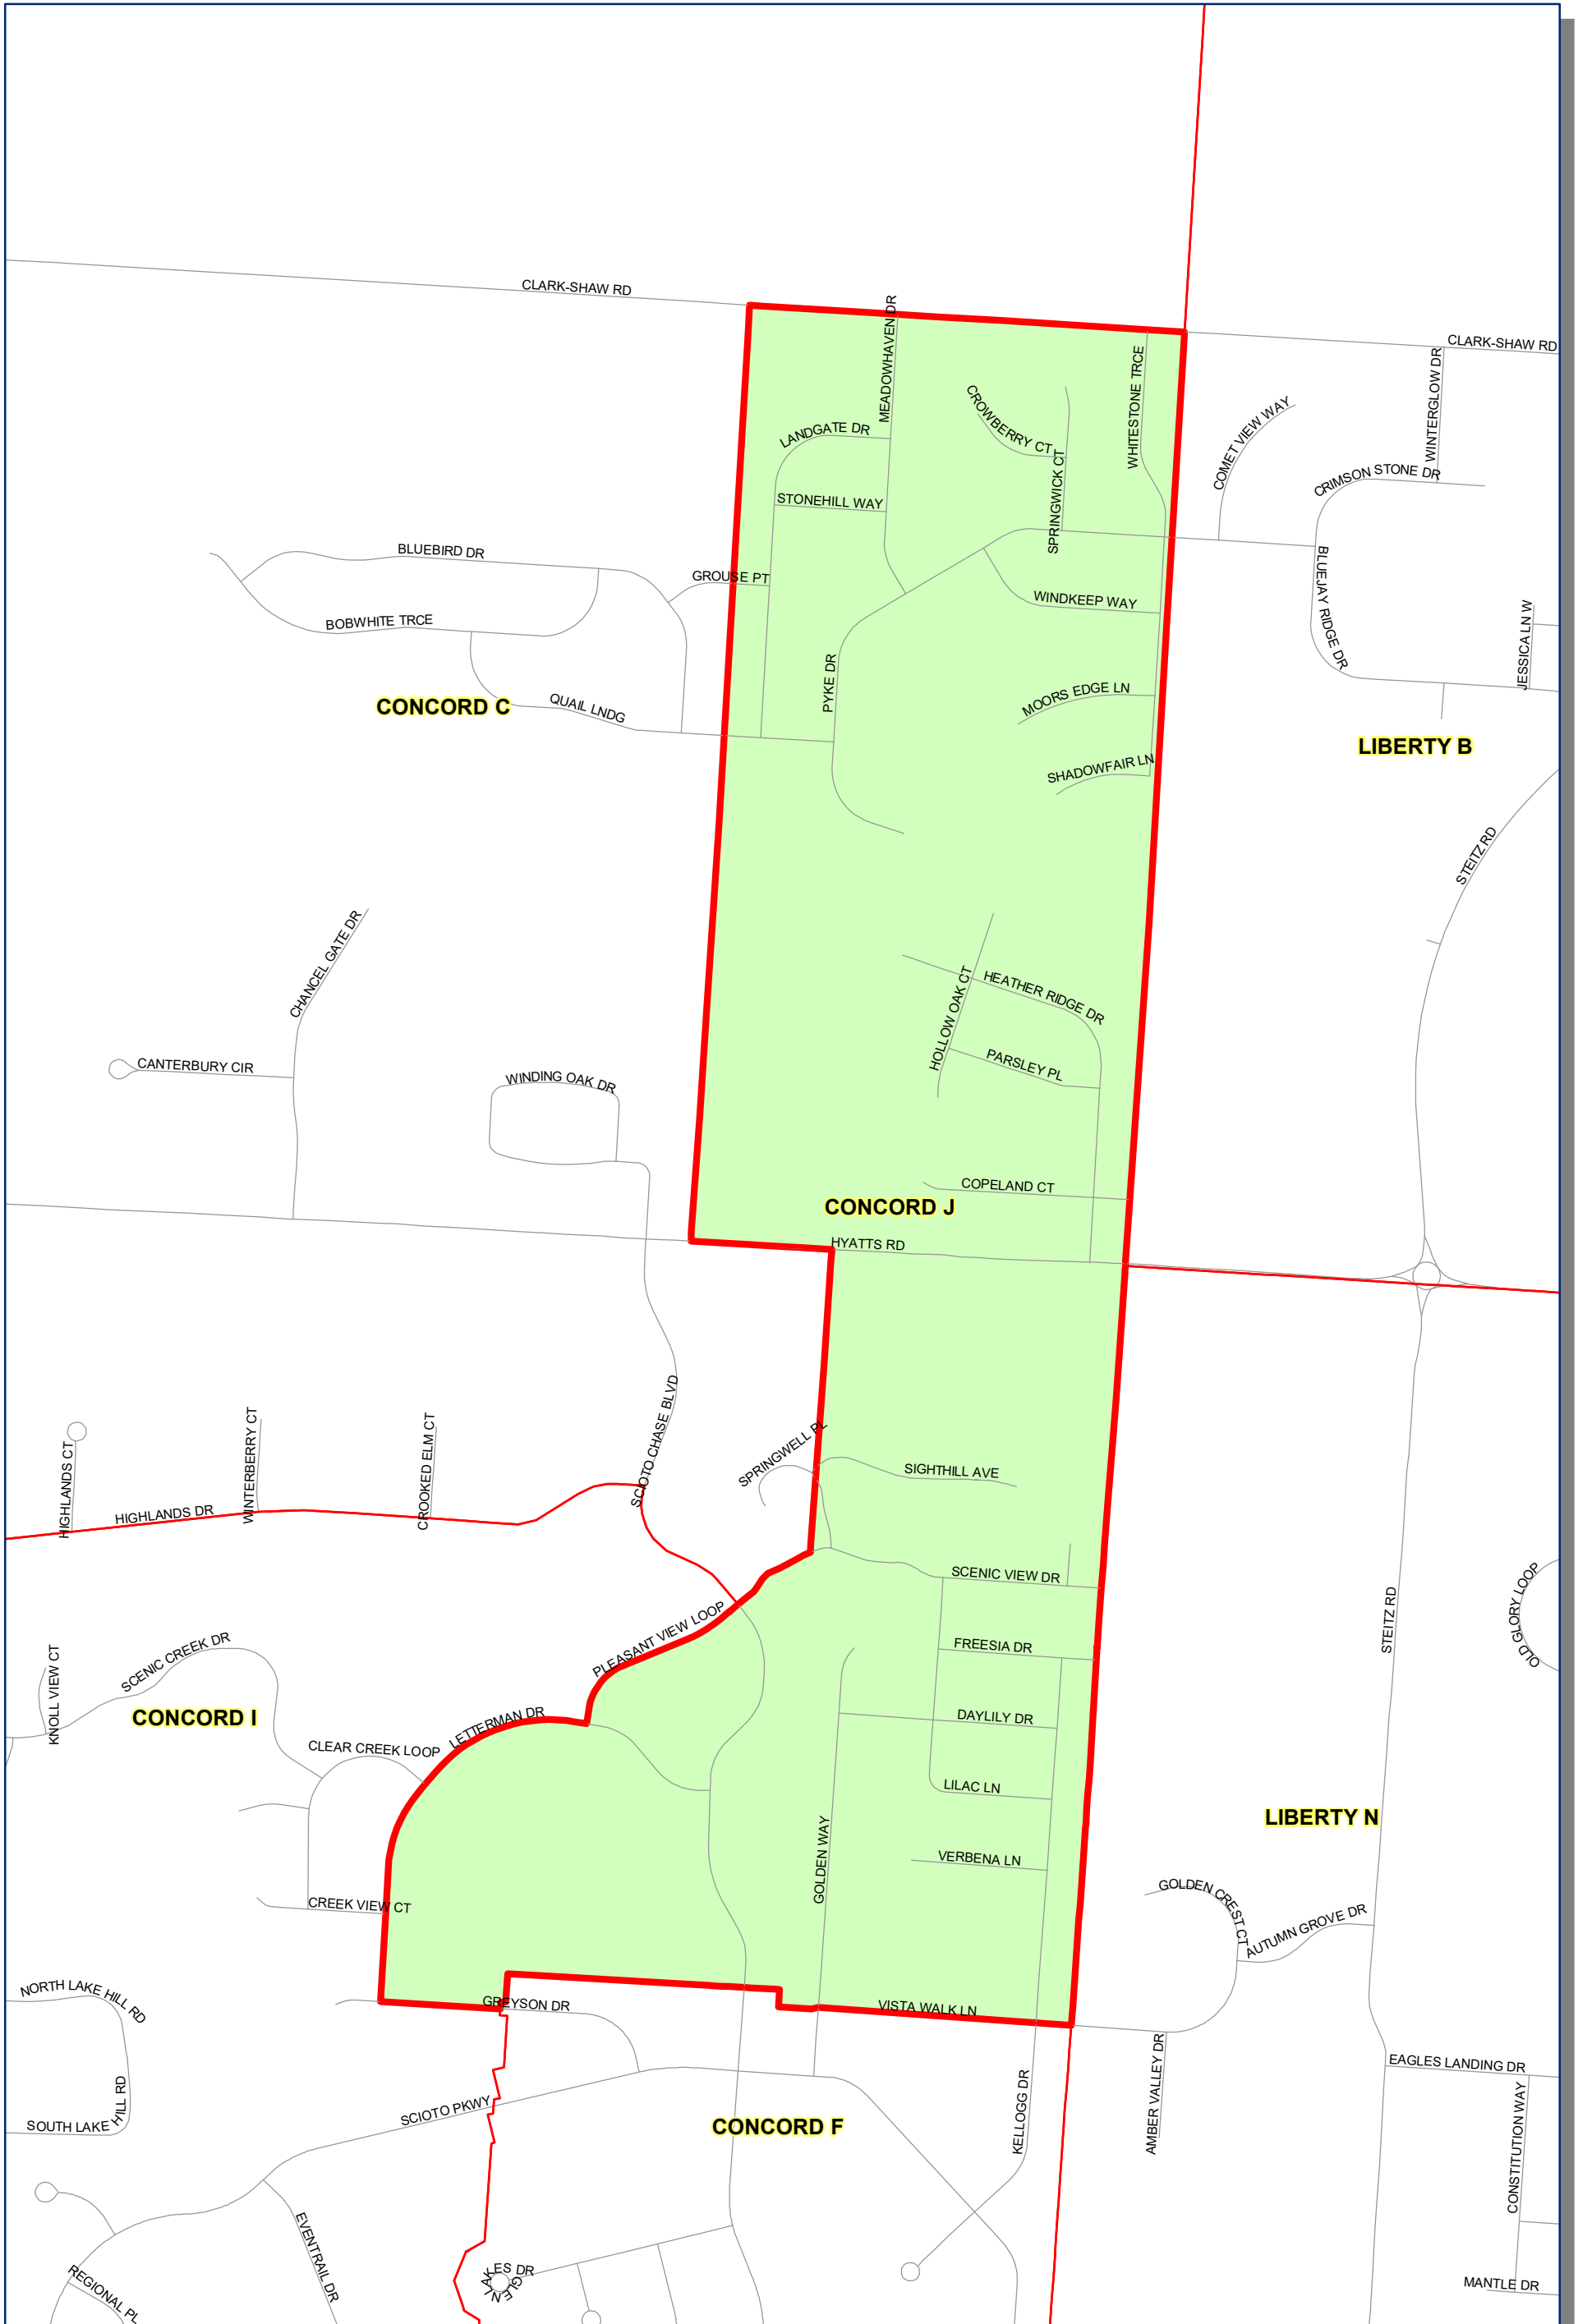 CLARK-SHAW RD
CLARK-SHAW RD
MEADOWHAVEN DR
WHITESTONE TRCE
WINTERGLOW DR
CROWBERRY CT
COMET VIEW WAY
LANDGATE DR
CRIMSON STONE DR
STONEHILL WAY
SPRINGWICK CT
BLUEBIRD DR
GROUSE PT
BLUEJAY RIDGE DR
WINDKEEP WAY
BOBWHITE TRCE
JESSICA LN W
PYKE DR
MOORS EDGE LN
CONCORD C
QUAIL LNDG
LIBERTY B
SHADOWFAIR LN
STEITZ RD
CHANCEL GATE DR
HEATHER RIDGE DR
HOLLOW OAK CT
CANTERBURY CIR
PARSLEY PL
WINDING OAK DR
COPELAND CT
CONCORD J
HYATTS RD
SCIOTO CHASE BLVD
SPRINGWELL PL
HIGHLANDS CT
WINTERBERRY CT
CROOKED ELM CT
SIGHTHILL AVE
HIGHLANDS DR
SCENIC VIEW DR
STEITZ RD
OLD GLORY LOOP
PLEASANT VIEW LOOP
FREESIA DR
SCENIC CREEK DR
KNOLL VIEW CT
CONCORD I
LETTERMAN DR
DAYLILY DR
CLEAR CREEK LOOP
LILAC LN
LIBERTY N
GOLDEN WAY
VERBENA LN
GOLDEN CREST CT
CREEK VIEW CT
AUTUMN GROVE DR
NORTH LAKE HILL RD
GREYSON DR
VISTA WALK LN
EAGLES LANDING DR
AMBER VALLEY DR
KELLOGG DR
SCIOTO PKWY
CONCORD F
SOUTH LAKE HILL RD
CONSTITUTION WAY
EVENTRAIL DR
REGIONAL PL
GLEN LAKES DR
MANTLE DR